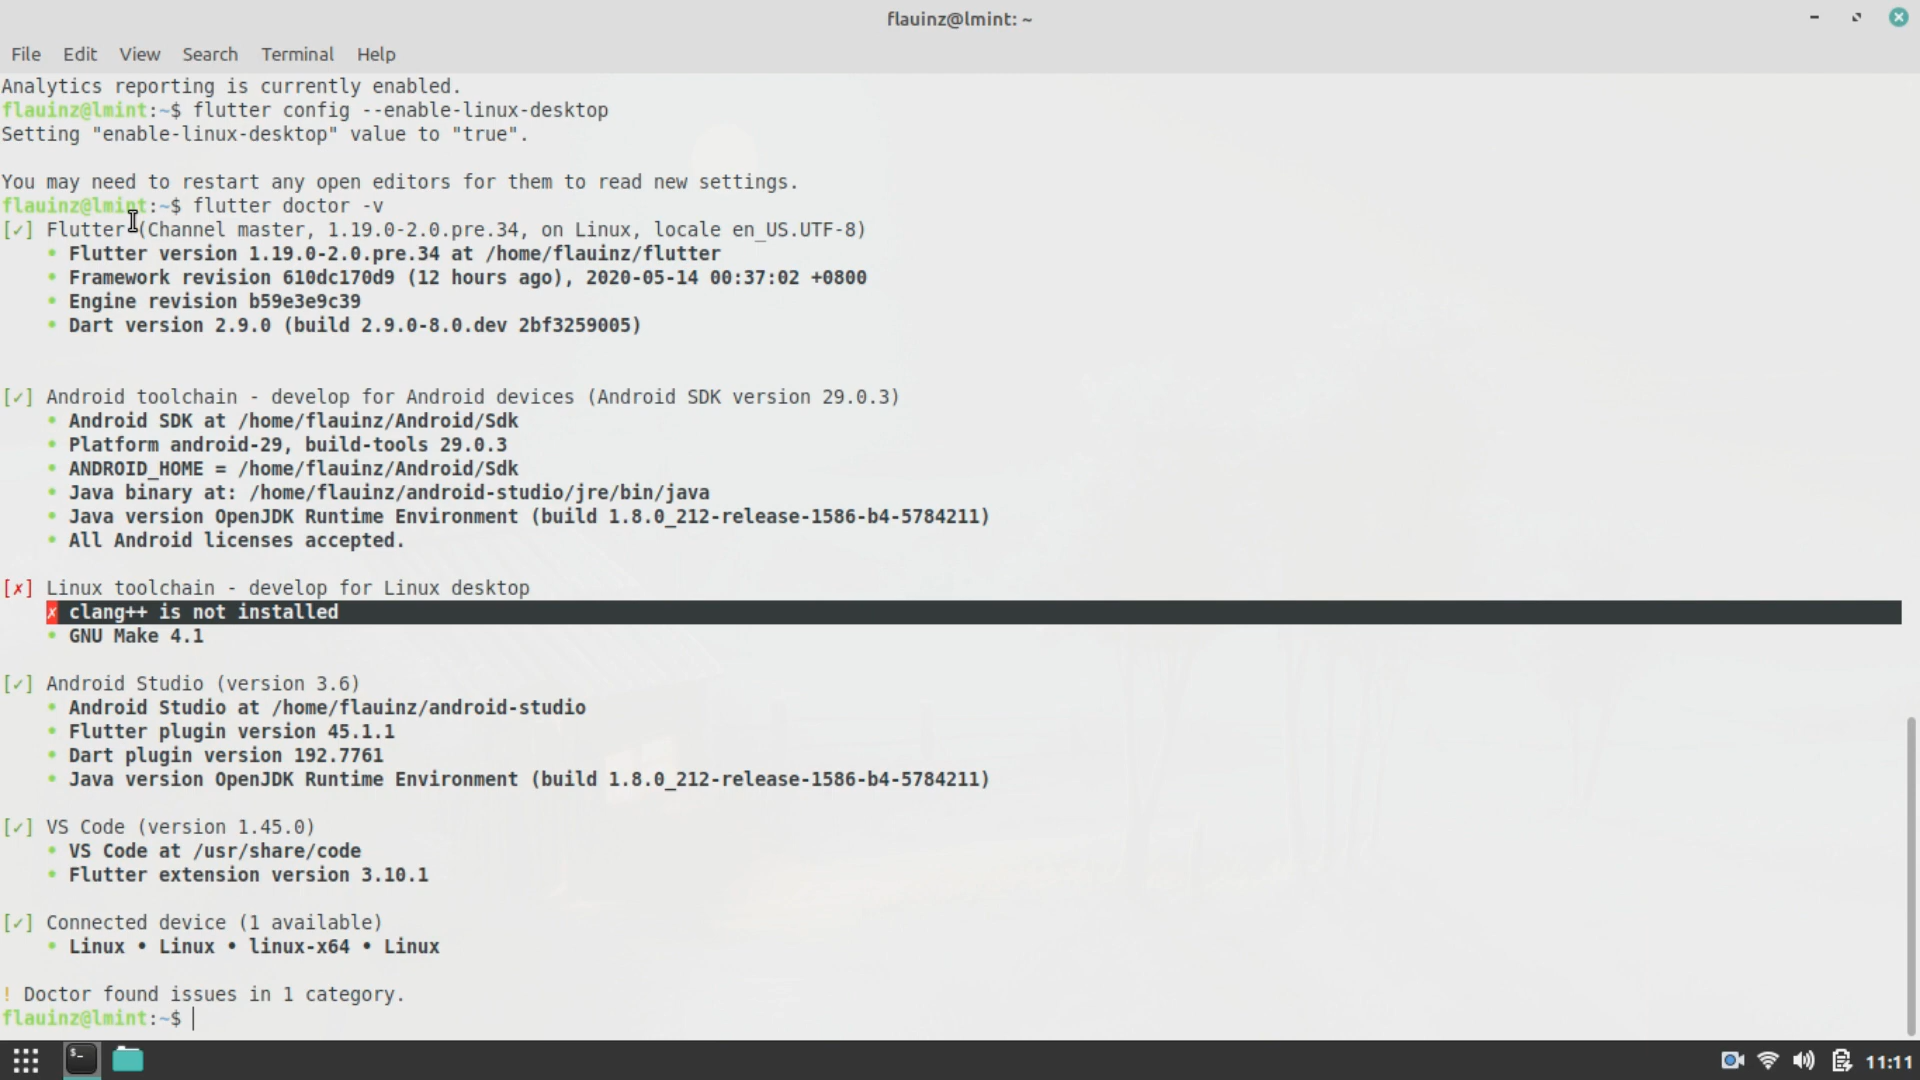 flauinz@lmint: ~
File Edit View Search Terminal Help
Analytics reporting is currently enabled.
flauinz@lmint:~$ flutter config --enable-linux-desktop
Setting "enable-linux-desktop" value to "true".
You may need to restart any open editors for them to read new settings.
flauinz@lmint:~$ flutter doctor -v
[✓] Flutter (Channel master, 1.19.0-2.0.pre.34, on Linux, locale en_US.UTF-8)
• Flutter version 1.19.0-2.0.pre.34 at /home/flauinz/flutter
• Framework revision 610dc170d9 (12 hours ago), 2020-05-14 00:37:02 +0800
• Engine revision b59e3e9c39
• Dart version 2.9.0 (build 2.9.0-8.0.dev 2bf3259005)
[✓] Android toolchain - develop for Android devices (Android SDK version 29.0.3)
• Android SDK at /home/flauinz/Android/Sdk
• Platform android-29, build-tools 29.0.3
• ANDROID_HOME = /home/flauinz/Android/Sdk
• Java binary at: /home/flauinz/android-studio/jre/bin/java
• Java version OpenJDK Runtime Environment (build 1.8.0_212-release-1586-b4-5784211)
• All Android licenses accepted.
[✗] Linux toolchain - develop for Linux desktop
✗ clang++ is not installed
• GNU Make 4.1
[✓] Android Studio (version 3.6)
• Android Studio at /home/flauinz/android-studio
• Flutter plugin version 45.1.1
• Dart plugin version 192.7761
• Java version OpenJDK Runtime Environment (build 1.8.0_212-release-1586-b4-5784211)
[✓] VS Code (version 1.45.0)
• VS Code at /usr/share/code
• Flutter extension version 3.10.1
[✓] Connected device (1 available)
• Linux • Linux • linux-x64 • Linux
! Doctor found issues in 1 category.
flauinz@lmint:~$
11:11